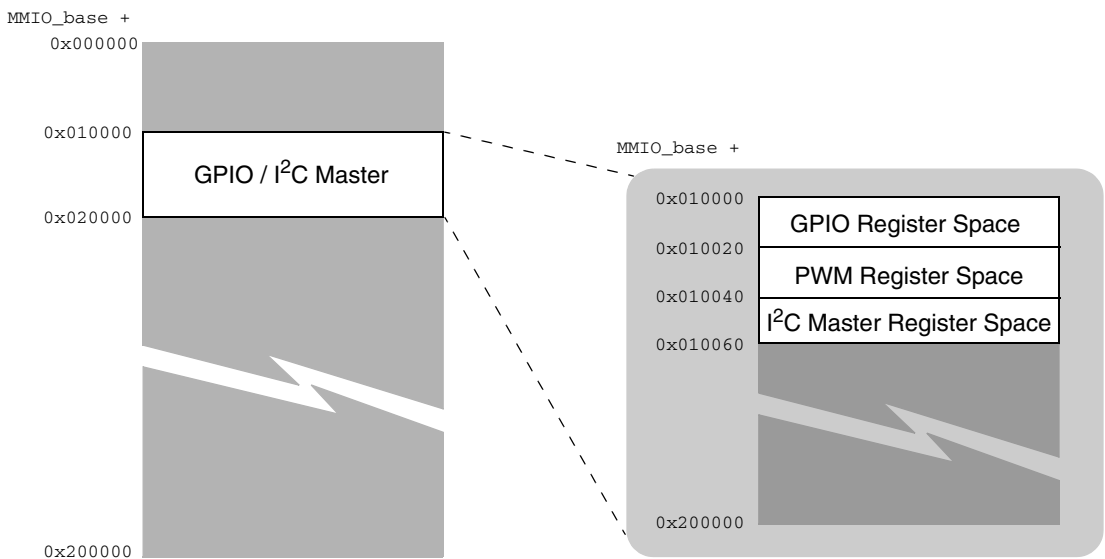 MMIO_base +
0x000000
0x010000
GPIO / I²C Master
0x020000
0x200000
MMIO_base +
0x010000
GPIO Register Space
0x010020
PWM Register Space
0x010040
I²C Master Register Space
0x010060
0x200000